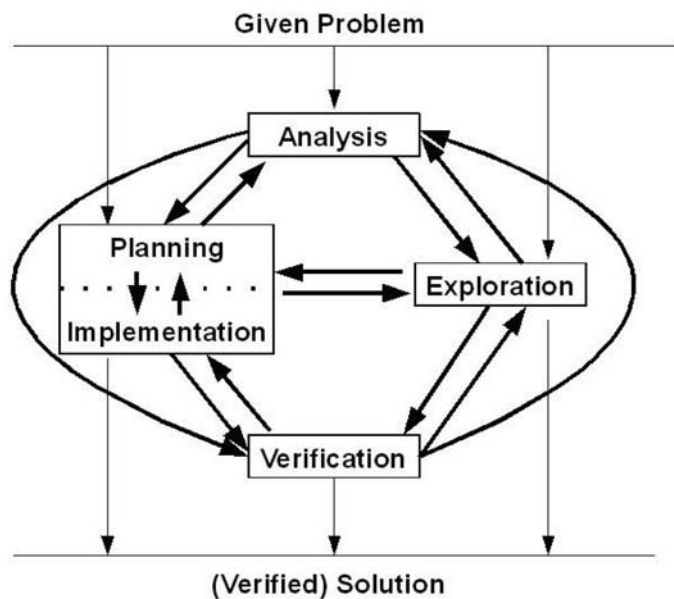 Given Problem
Analysis
Planning
Exploration
Implementation
Verification
(Verified) Solution